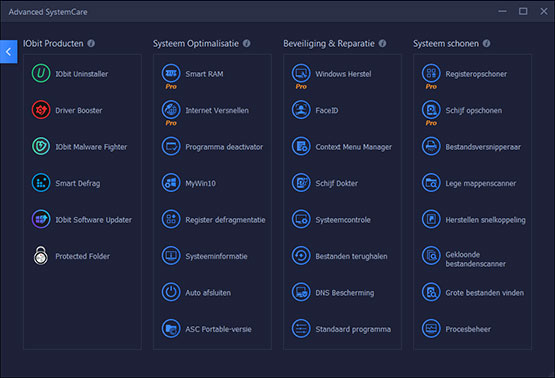 Advanced SystemCare
IObit Producten
IObit Uninstaller
Driver Booster
IObit Malware Fighter
Smart Defrag
IObit Software Updater
Protected Folder
Systeem Optimalisatie
Smart RAM
Pro
Internet Versnellen
Pro
Programma deactivator
MyWin10
Register defragmentatie
Systeeminformatie
Auto afsluiten
ASC Portable-versie
Beveiliging & Reparatie
Windows Herstel
Pro
FaceID
Context Menu Manager
Schijf Dokter
Systeemcontrole
Bestanden terughalen
DNS Bescherming
Standaard programma
Systeem schonen
Registeropschoner
Pro
Schijf opschonen
Pro
Bestandsversnipperaar
Lege mappenscanner
Herstellen snelkoppeling
Gekloonde
bestandenscanner
Grote bestanden vinden
Procesbeheer